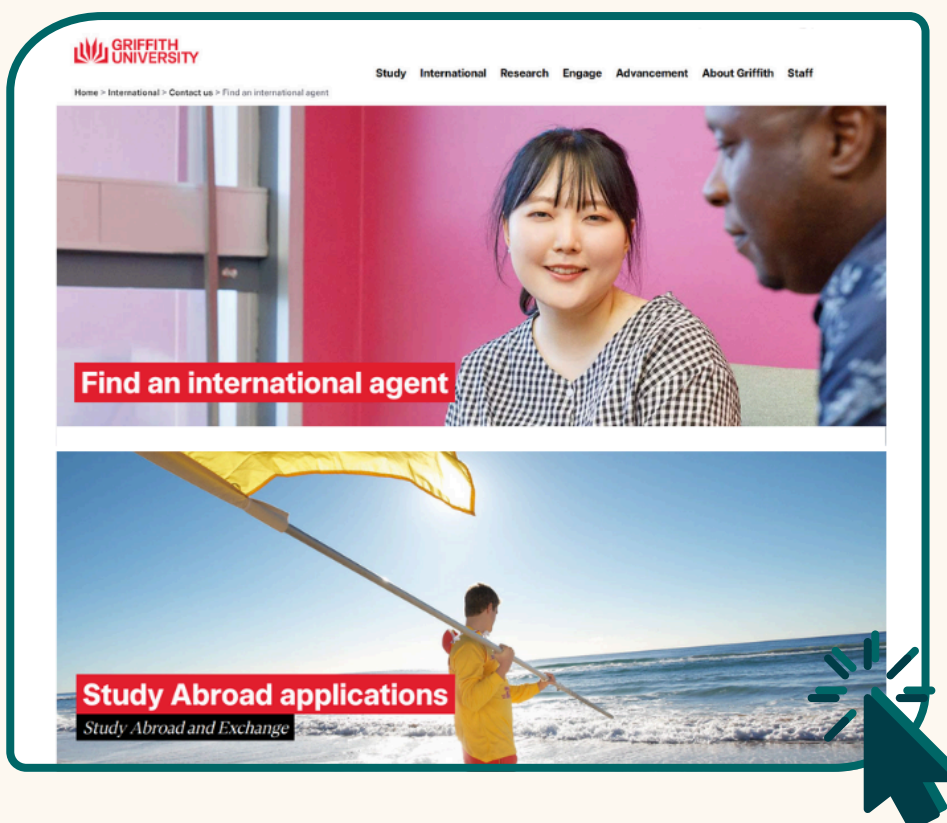 GRIFFITH
UNIVERSITY
Study International Research Engage Advancement About Griffith Staff
Home > International > Contact us > Find an international agent
Find an international agent
Study Abroad applications
Study Abroad and Exchange